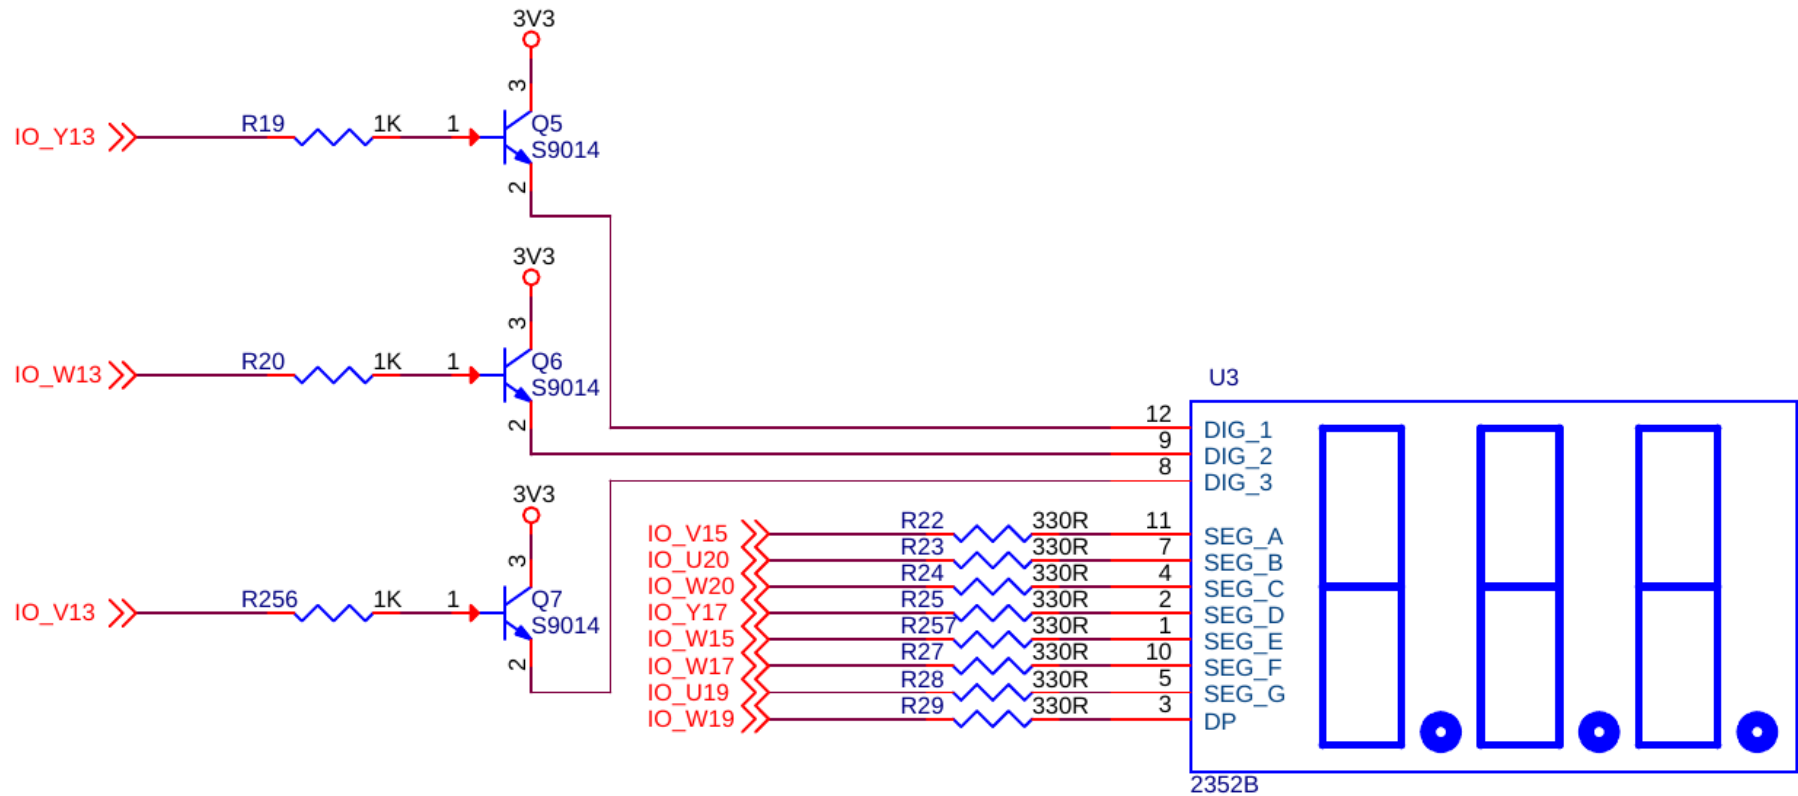 3V3
3
IO_Y13 R19 1K 1 Q5
S9014
2
3V3
3
IO_W13 R20 1K 1 Q6
S9014
2
U3
12 DIG_1
9 DIG_2
8 DIG_3
3V3
3
IO_V13 R256 1K 1 Q7
S9014
2
IO_V15 R22 330R 11 SEG_A
IO_U20 R23 330R 7 SEG_B
IO_W20 R24 330R 4 SEG_C
IO_Y17 R25 330R 2 SEG_D
IO_W15 R257 330R 1 SEG_E
IO_W17 R27 330R 10 SEG_F
IO_U19 R28 330R 5 SEG_G
IO_W19 R29 330R 3 DP
2352B